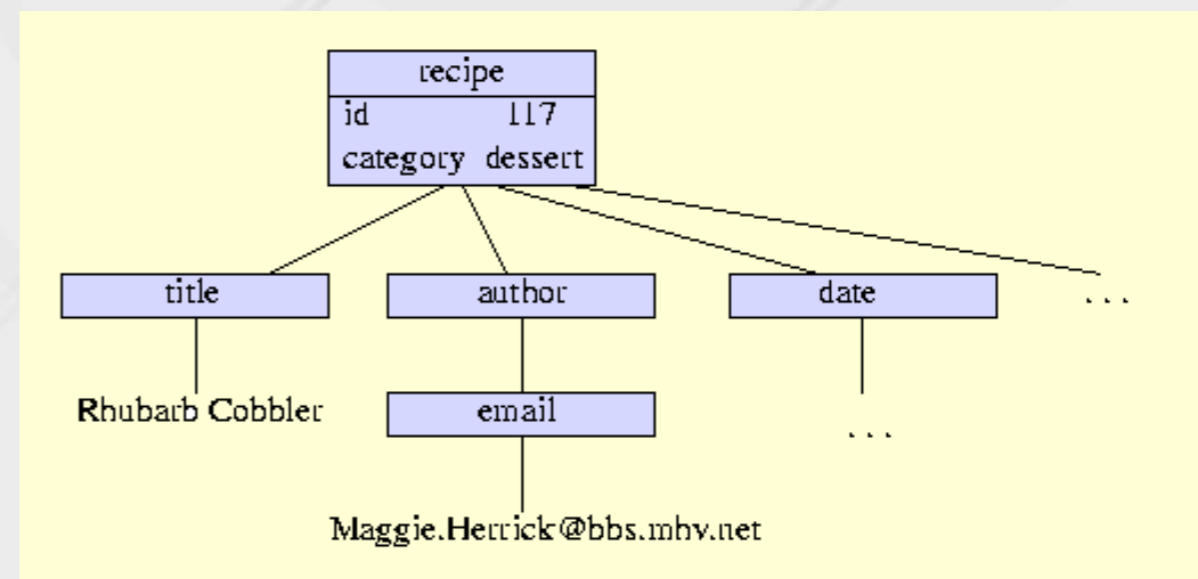 recipe
id 117
category dessert
title author date . . .
Rhubarb Cobbler email . . .
Maggie.Herrick@bbs.mhv.net